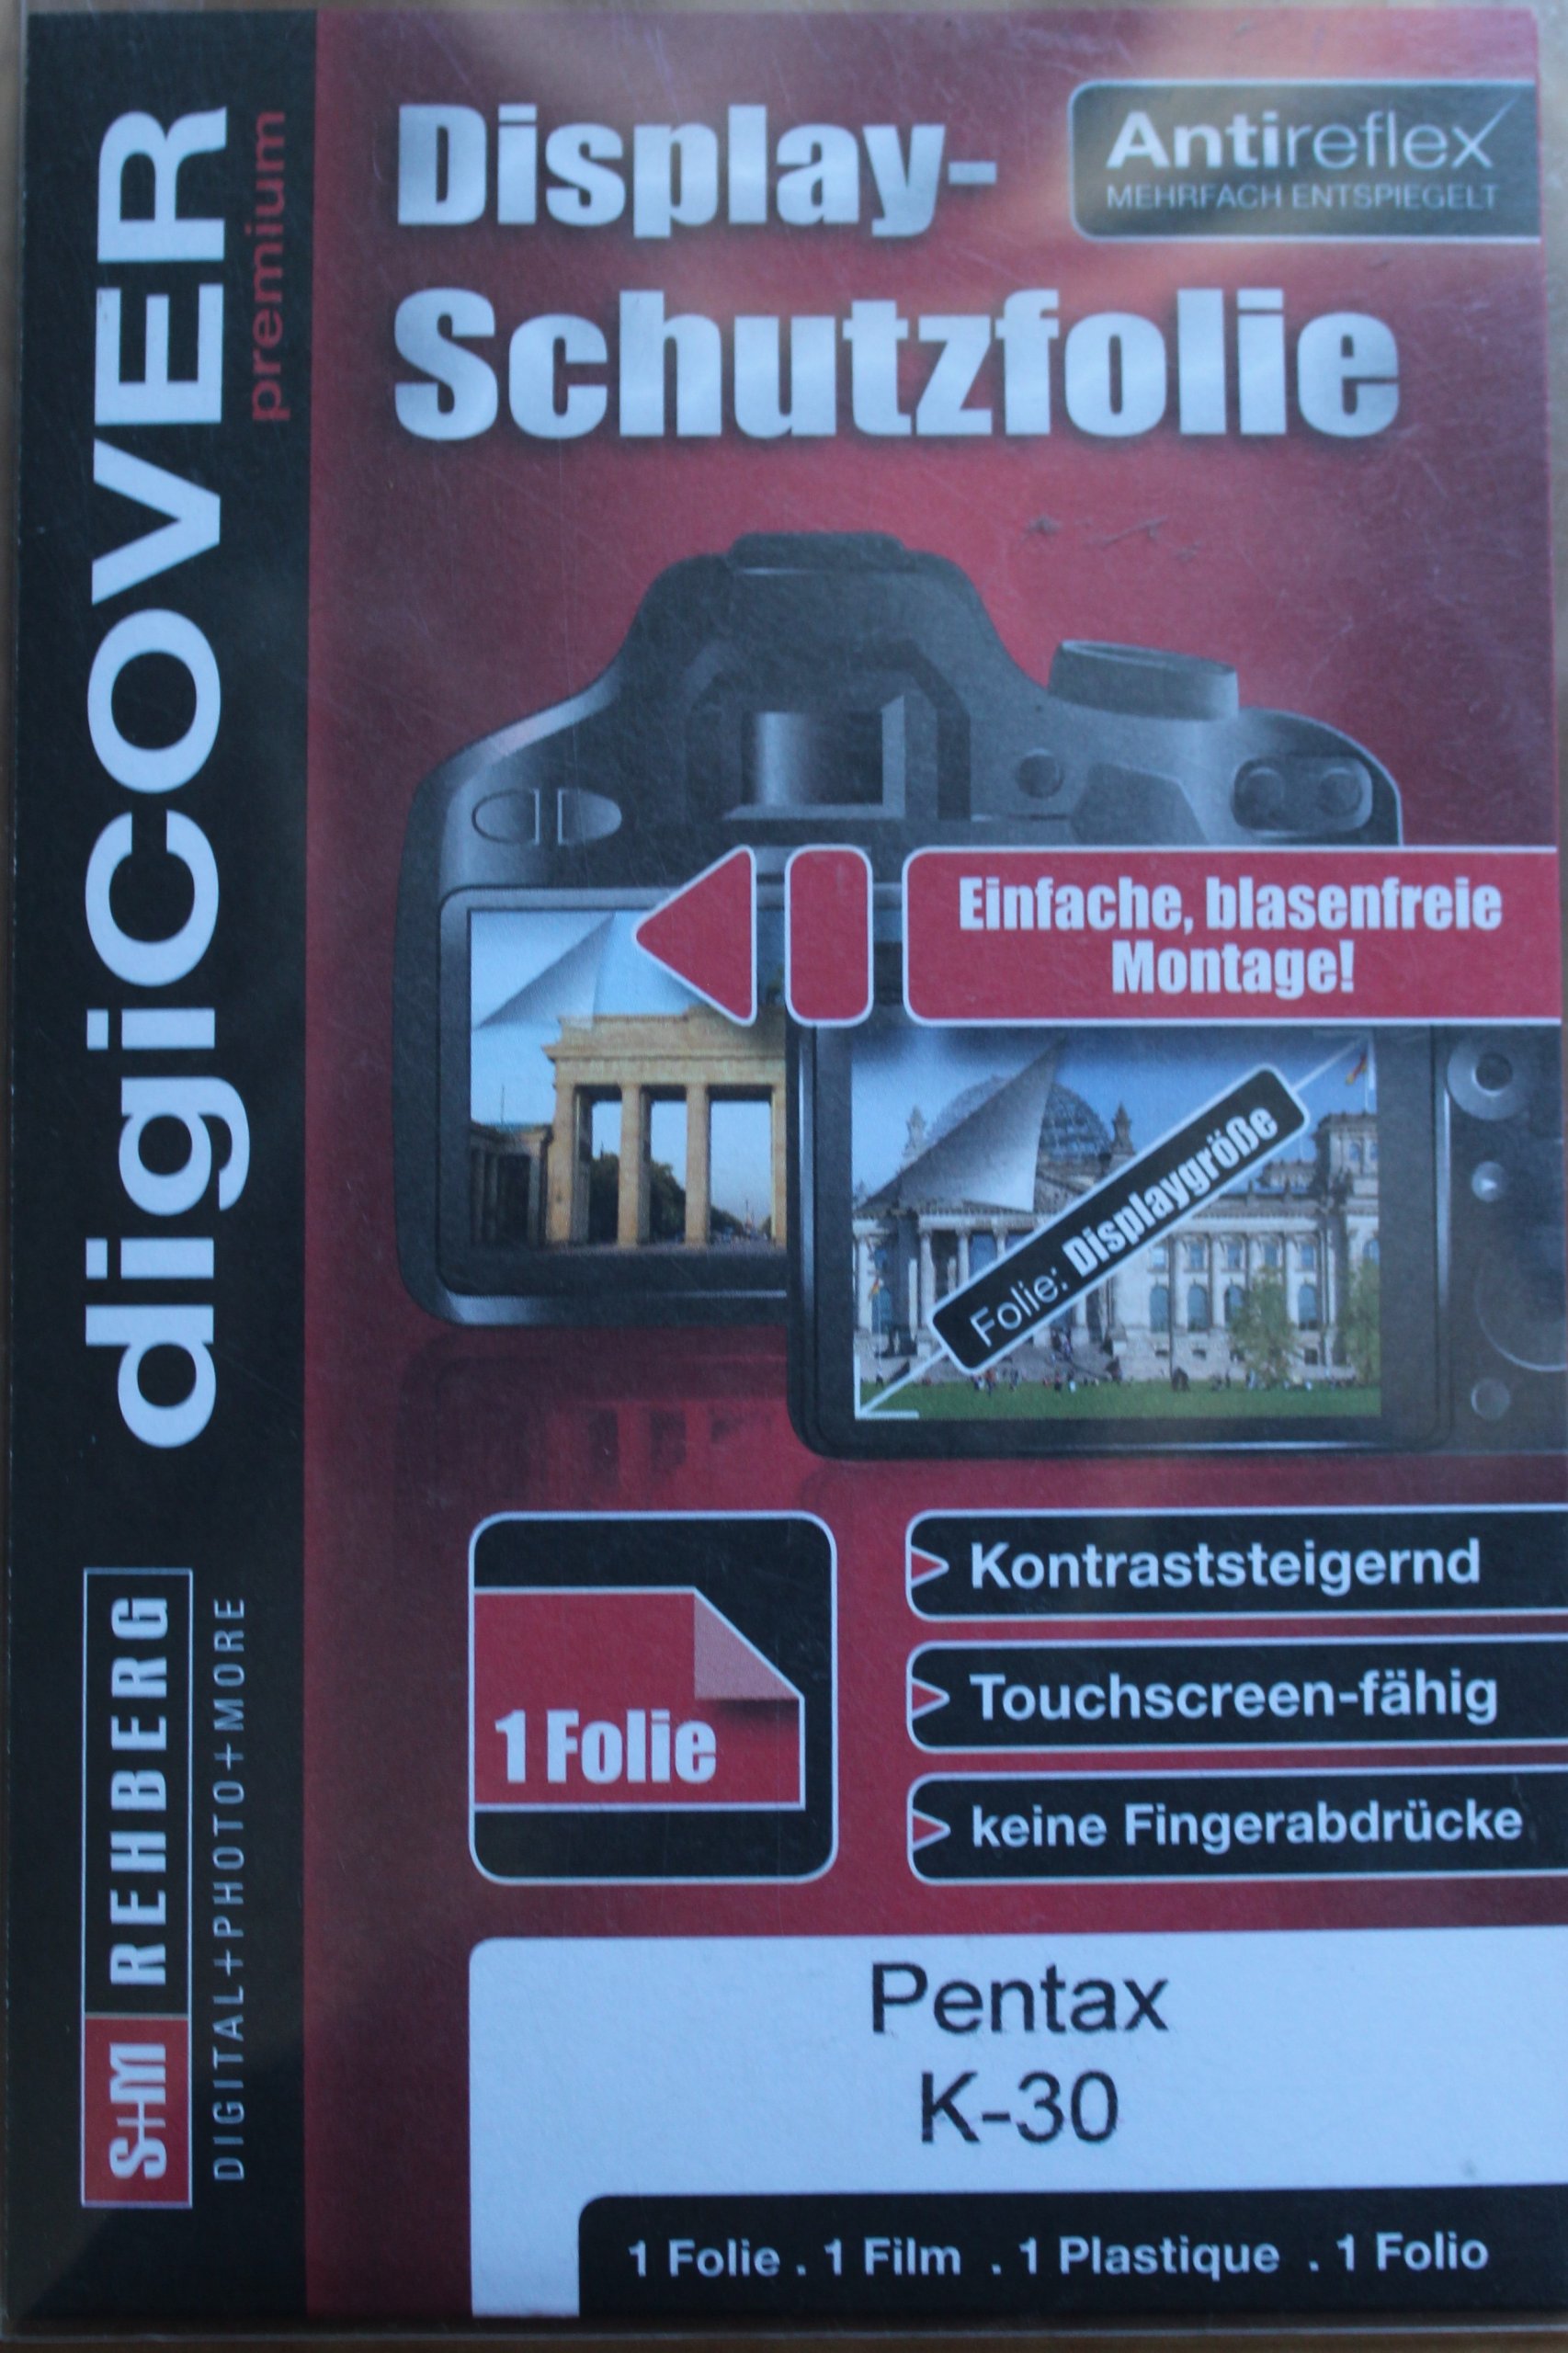 digiCOVER
premium
S+M REHBERG
DIGITAL+PHOTO+MORE
Display-
Schutzfolie
Antireflex
MEHRFACH ENTSPIEGELT
Einfache, blasenfreie
Montage!
Folie: Displaygröße
1 Folie
Kontraststeigernd
Touchscreen-fähig
keine Fingerabdrücke
Pentax
K-30
1 Folie . 1 Film . 1 Plastique . 1 Folio